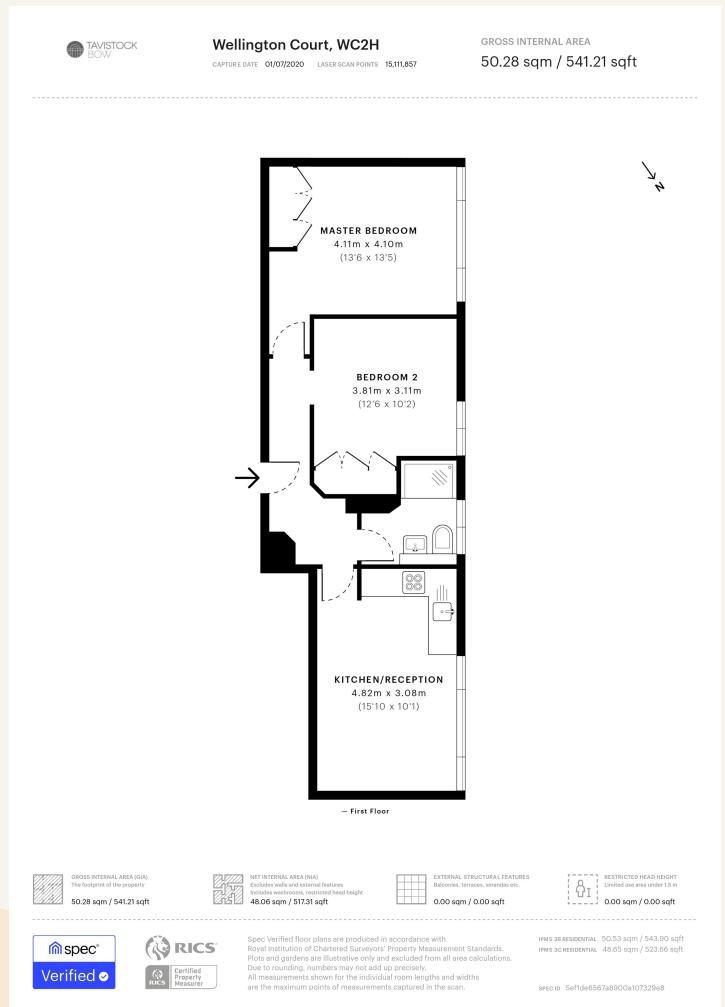 TAVISTOCK
BOW
Wellington Court, WC2H
CAPTURE DATE 01/07/2020 LASER SCAN POINTS 15,111,857
GROSS INTERNAL AREA
50.28 sqm / 541.21 sqft
N
MASTER BEDROOM
4.11m x 4.10m
(13'6 x 13'5)
BEDROOM 2
3.81m x 3.11m
(12'6 x 10'2)
KITCHEN/RECEPTION
4.82m x 3.08m
(15'10 x 10'1)
— First Floor
GROSS INTERNAL AREA (GIA)
The footprint of the property
50.28 sqm / 541.21 sqft
NET INTERNAL AREA (NIA)
Excludes walls and external features
Includes washrooms, restricted head height
48.06 sqm / 517.31 sqft
EXTERNAL STRUCTURAL FEATURES
Balconies, terraces, verandas etc.
0.00 sqm / 0.00 sqft
RESTRICTED HEAD HEIGHT
Limited use area under 1.5 m
0.00 sqm / 0.00 sqft
spec
Verified
RICS
RICS
Certified
Property
Measurer
Spec Verified floor plans are produced in accordance with
Royal Institution of Chartered Surveyors' Property Measurement Standards.
Plots and gardens are illustrative only and excluded from all area calculations.
Due to rounding, numbers may not add up precisely.
All measurements shown for the individual room lengths and widths
are the maximum points of measurements captured in the scan.
IPMS 3B RESIDENTIAL 50.53 sqm / 543.90 sqft
IPMS 3C RESIDENTIAL 48.65 sqm / 523.66 sqft
SPEC ID 5ef1de6567a8900a107329e8